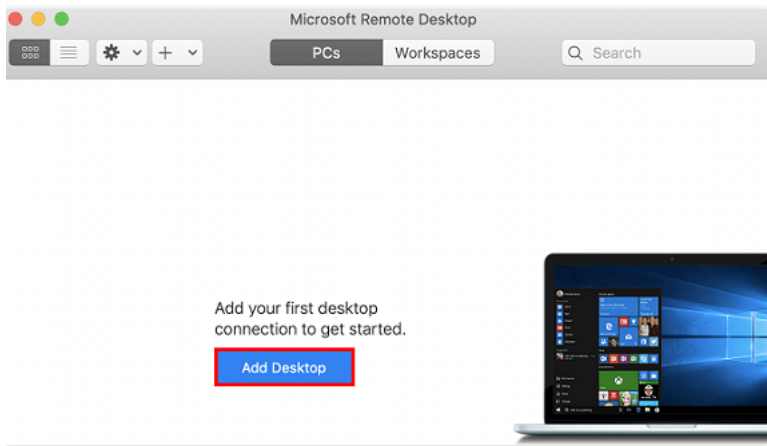 Microsoft Remote Desktop
PCs
Workspaces
Search
Add your first desktop
connection to get started.
Add Desktop